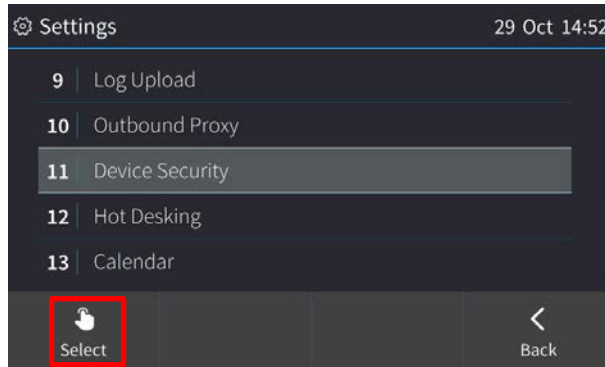 Settings 29 Oct 14:52
9 Log Upload
10 Outbound Proxy
11 Device Security
12 Hot Desking
13 Calendar
Select Back